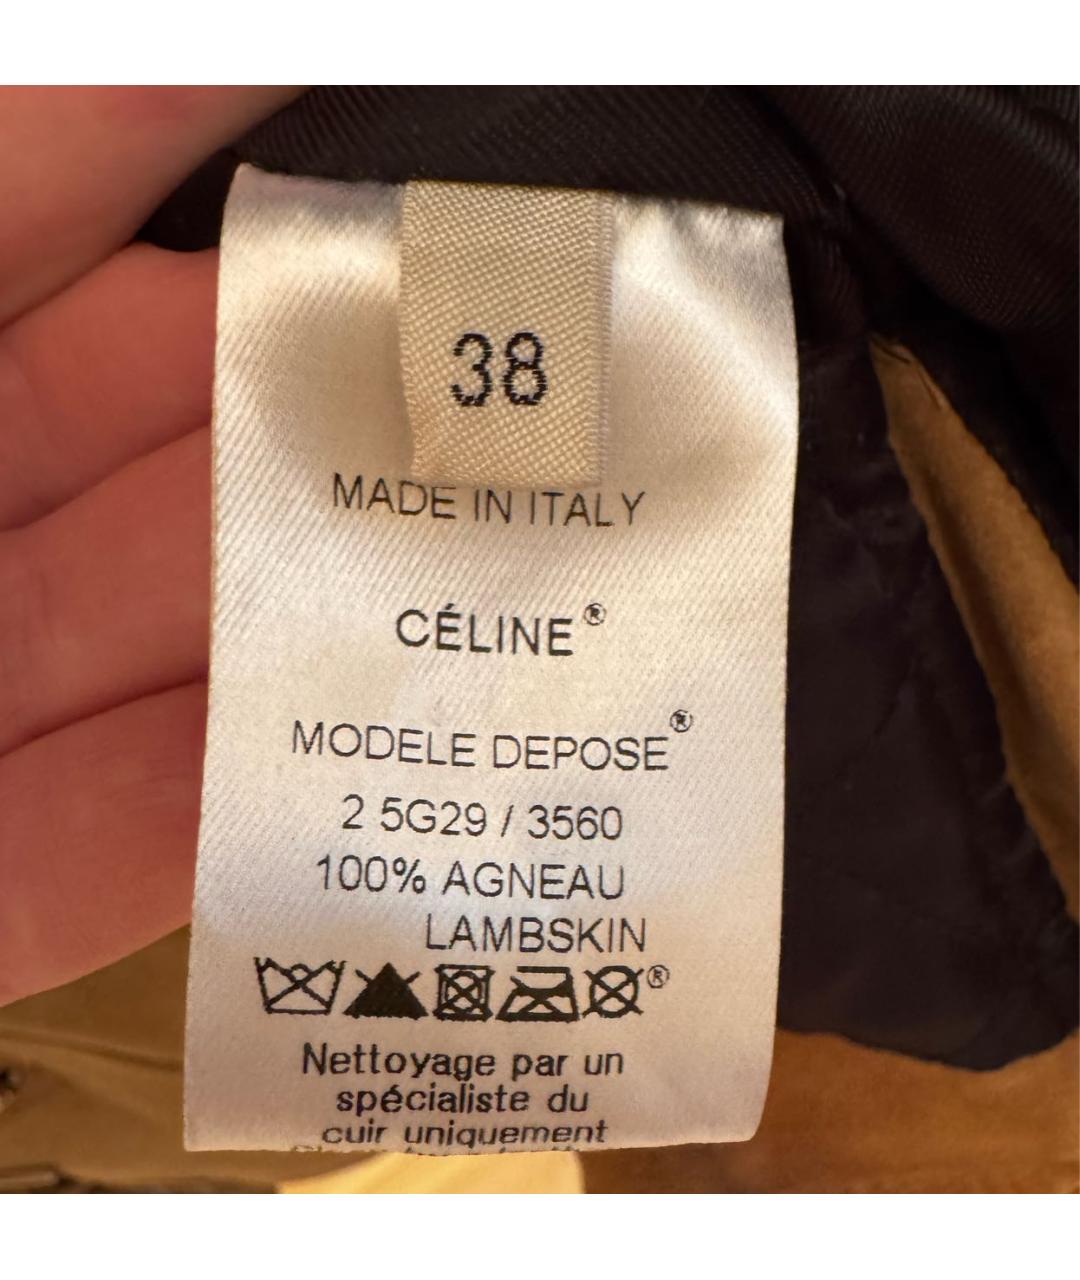 38
MADE IN ITALY
CÉLINE®
MODELE DEPOSE®
2 5G29 / 3560
100% AGNEAU
LAMBSKIN
®
Nettoyage par un
spécialiste du
cuir uniquement